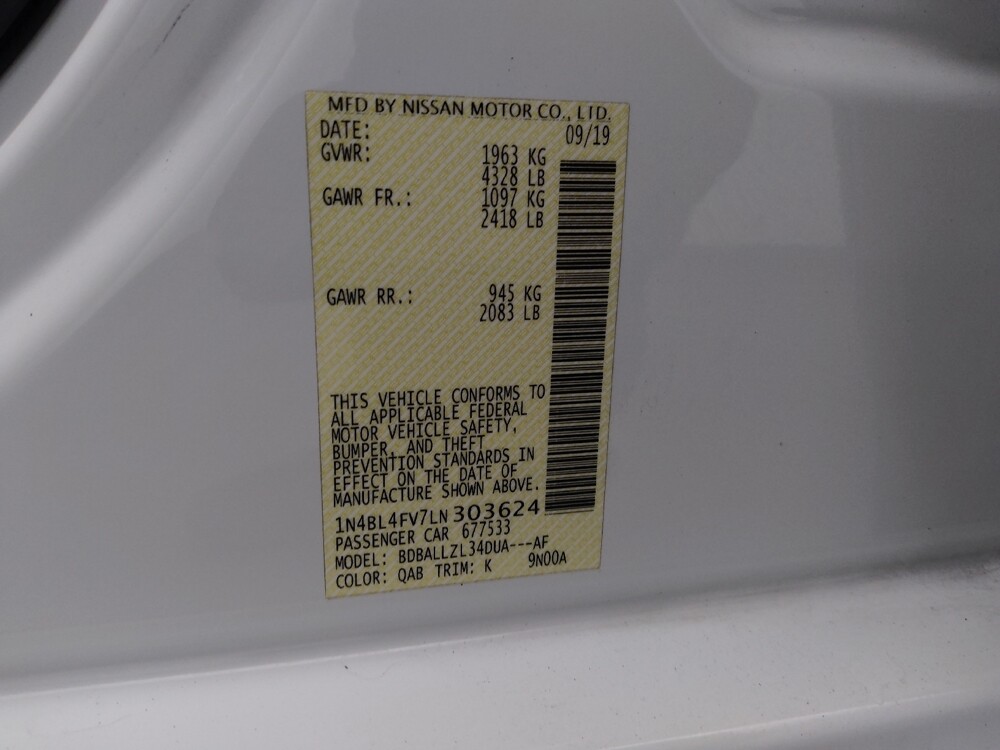 MFD BY NISSAN MOTOR CO., LTD.
DATE: 09/19
GVWR: 1963 KG
4328 LB
GAWR FR.: 1097 KG
2418 LB
GAWR RR.: 945 KG
2083 LB
THIS VEHICLE CONFORMS TO
ALL APPLICABLE FEDERAL
MOTOR VEHICLE SAFETY,
BUMPER, AND THEFT
PREVENTION STANDARDS IN
EFFECT ON THE DATE OF
MANUFACTURE SHOWN ABOVE.
1N4BL4FV7LN303624
PASSENGER CAR 677533
MODEL: BDBALLZL34DUA---AF
COLOR: QAB TRIM: K 9N00A